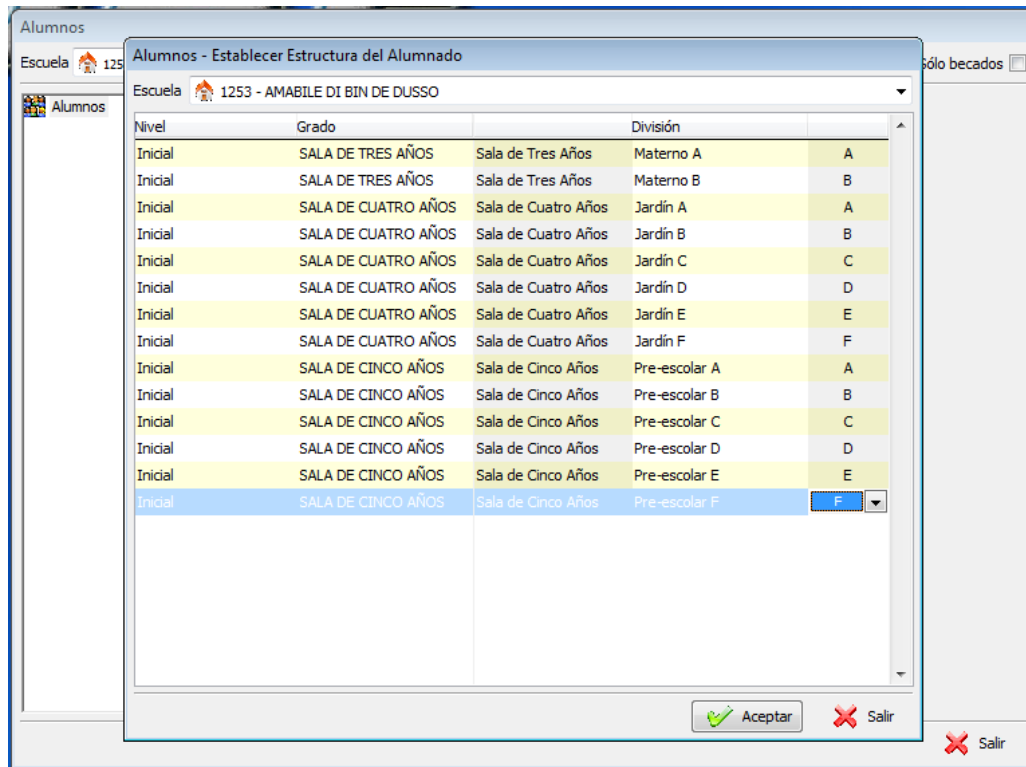 Alumnos
Escuela 125
Sólo becados
Alumnos
Alumnos - Establecer Estructura del Alumnado
Escuela 1253 - AMABILE DI BIN DE DUSSO
Nivel Grado División
Inicial SALA DE TRES AÑOS Sala de Tres Años Materno A A
Inicial SALA DE TRES AÑOS Sala de Tres Años Materno B B
Inicial SALA DE CUATRO AÑOS Sala de Cuatro Años Jardín A A
Inicial SALA DE CUATRO AÑOS Sala de Cuatro Años Jardín B B
Inicial SALA DE CUATRO AÑOS Sala de Cuatro Años Jardín C C
Inicial SALA DE CUATRO AÑOS Sala de Cuatro Años Jardín D D
Inicial SALA DE CUATRO AÑOS Sala de Cuatro Años Jardín E E
Inicial SALA DE CUATRO AÑOS Sala de Cuatro Años Jardín F F
Inicial SALA DE CINCO AÑOS Sala de Cinco Años Pre-escolar A A
Inicial SALA DE CINCO AÑOS Sala de Cinco Años Pre-escolar B B
Inicial SALA DE CINCO AÑOS Sala de Cinco Años Pre-escolar C C
Inicial SALA DE CINCO AÑOS Sala de Cinco Años Pre-escolar D D
Inicial SALA DE CINCO AÑOS Sala de Cinco Años Pre-escolar E E
Inicial SALA DE CINCO AÑOS Sala de Cinco Años Pre-escolar F F
Aceptar Salir
Salir